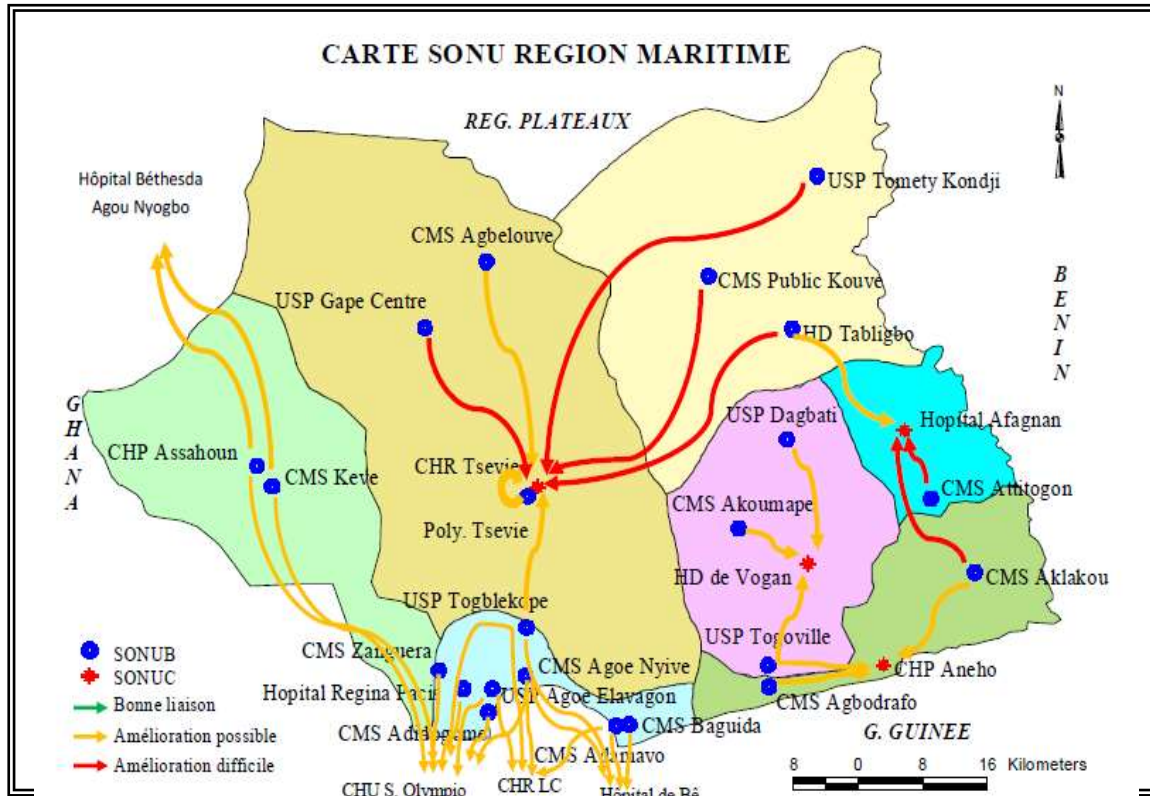 CARTE SONU REGION MARITIME
N
REG. PLATEAUX
Hôpital Béthesda
Agou Nyogbo
USP Tomety Kondji
CMS Agbelouve
CMS Public Kouve
BENIN
USP Gape Centre
HD Tabligbo
GHANA
USP Dagbati
Hopital Afagnan
CHP Assahoun
CHR Tsevie
CMS Keve
CMS Attitogon
CMS Akoumape
Poly. Tsevie
HD de Vogan
CMS Aklakou
USP Togblekope
USP Togoville
CMS Zanguera
CHP Aneho
CMS Agoe Nyive
SONUB
SONUC
Hopital Regina Pacis
USP Agoe Elavagon
CMS Agbodrafo
Bonne liaison
CMS Baguida
G. GUINEE
Amélioration possible
CMS Adamavo
Amélioration difficile
8 0 8 16 Kilometers
CHU S. Olympio
CHR LC
Hôpital de Bê